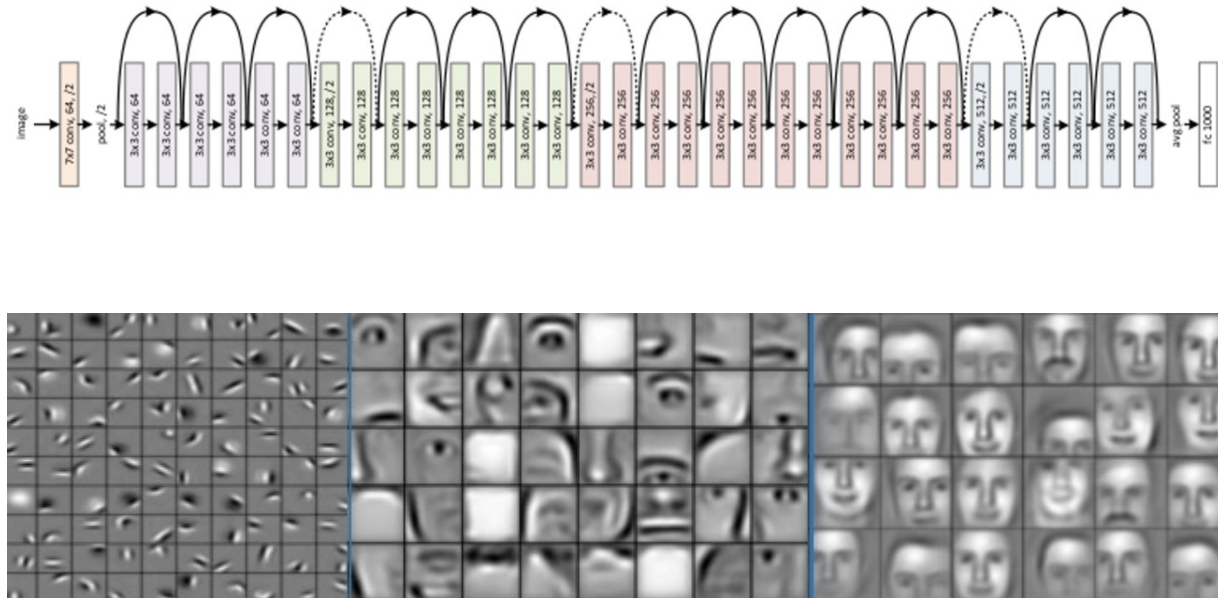 image
7x7 conv, 64, /2
pool, /2
3x3 conv, 64
3x3 conv, 64
3x3 conv, 64
3x3 conv, 64
3x3 conv, 64
3x3 conv, 64
3x3 conv, 128, /2
3x3 conv, 128
3x3 conv, 128
3x3 conv, 128
3x3 conv, 128
3x3 conv, 128
3x3 conv, 128
3x3 conv, 128
3x3 conv, 256, /2
3x3 conv, 256
3x3 conv, 256
3x3 conv, 256
3x3 conv, 256
3x3 conv, 256
3x3 conv, 256
3x3 conv, 256
3x3 conv, 256
3x3 conv, 256
3x3 conv, 256
3x3 conv, 256
3x3 conv, 512, /2
3x3 conv, 512
3x3 conv, 512
3x3 conv, 512
3x3 conv, 512
3x3 conv, 512
avg pool
fc 1000